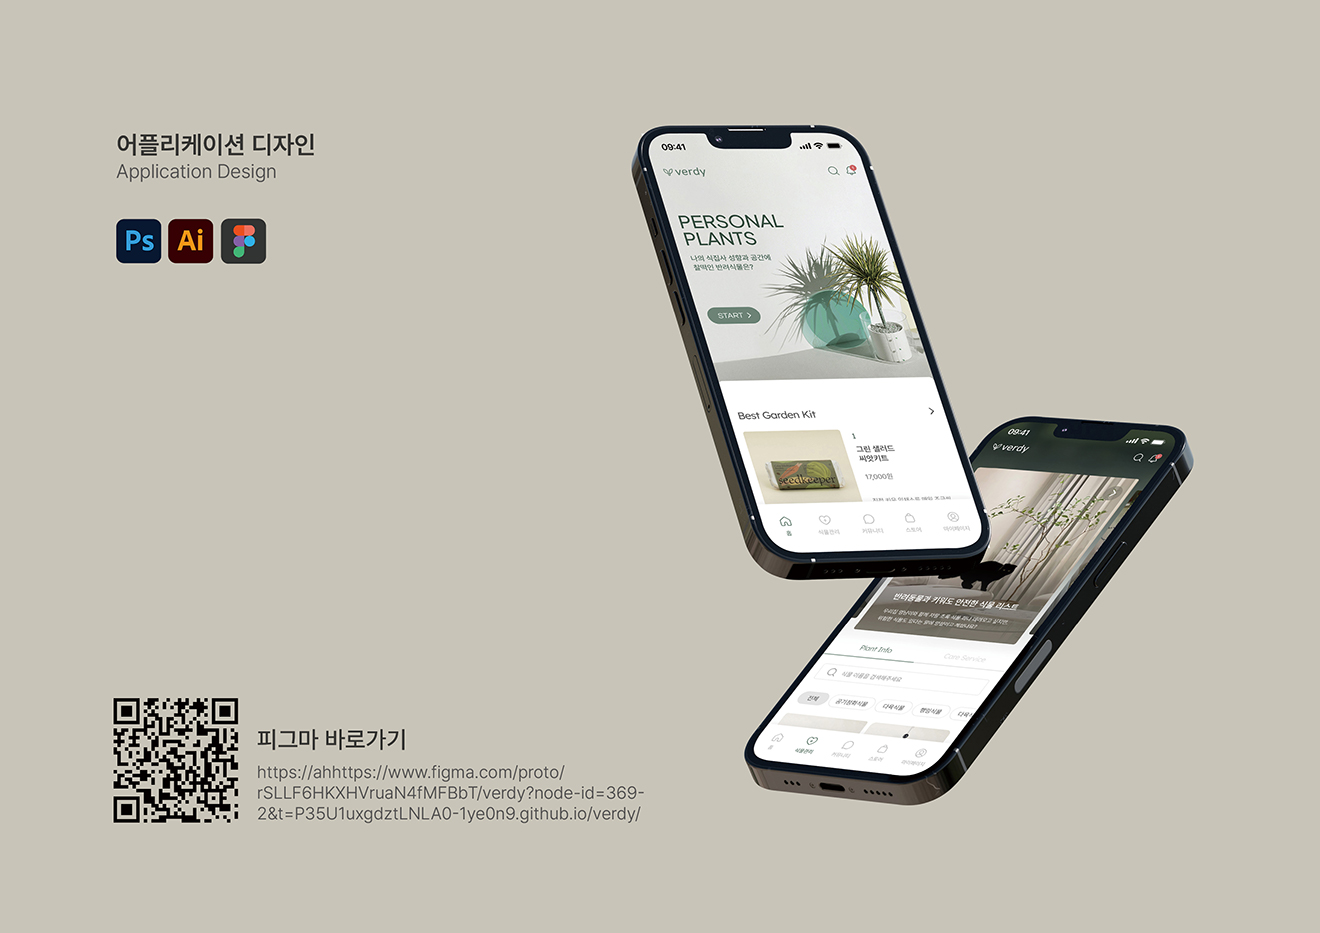 어플리케이션 디자인
Application Design
Ps Ai
피그마 바로가기
https://ahhttps://www.figma.com/proto/
rSLLF6HKXHVruaN4fMFBbT/verdy?node-id=369-
2&t=P35U1uxgdztLNLA0-1ye0n9.github.io/verdy/
09:41
verdy
PERSONAL
PLANTS
나의 식집사 성향과 공간에
찰떡인 반려식물은?
START
Best Garden Kit
1
그린 샐러드
씨앗키트
17,000원
seedkeeper
홈 식물관리 커뮤니티 스토어 마이페이지
09:41
verdy
반려동물과 키워도 안전한 식물 리스트
Plant Info Care Service
식물 이름을 검색해주세요
전체 공기정화식물 다육식물 행잉식물
홈 식물관리 커뮤니티 스토어 마이페이지